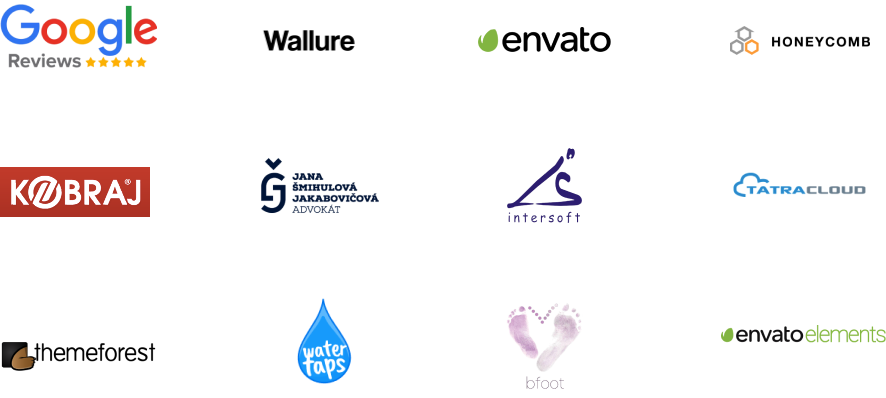 Google
Reviews
Wallure
envato
HONEYCOMB
KOBRAJ®
JANA
ŠMIHULOVÁ
JAKABOVIČOVÁ
ADVOKÁT
intersoft
TATRACLOUD
themeforest
water
taps
bfoot
envato elements